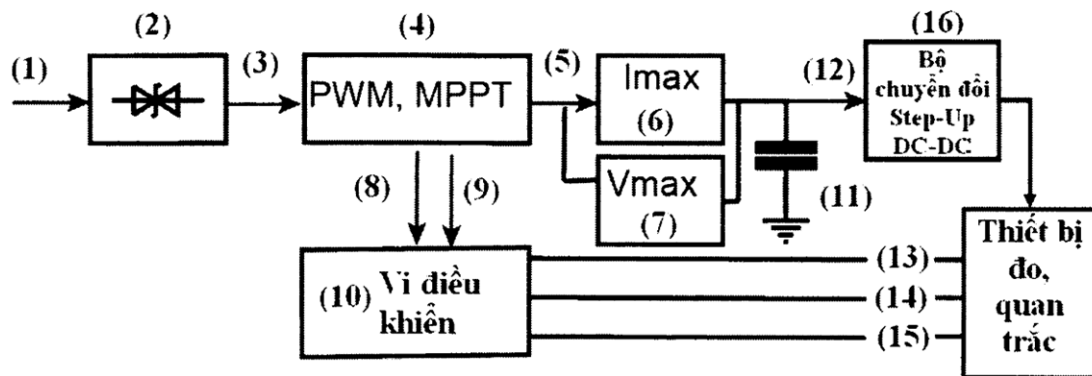 (1)
(2)
(3)
(4)
PWM, MPPT
(5)
Imax
(6)
Vmax
(7)
(8)
(9)
(10) Vi điều
khiển
(11)
(12)
(16)
Bộ
chuyển đổi
Step-Up
DC-DC
(13)
(14)
(15)
Thiết bị
đo,
quan
trắc